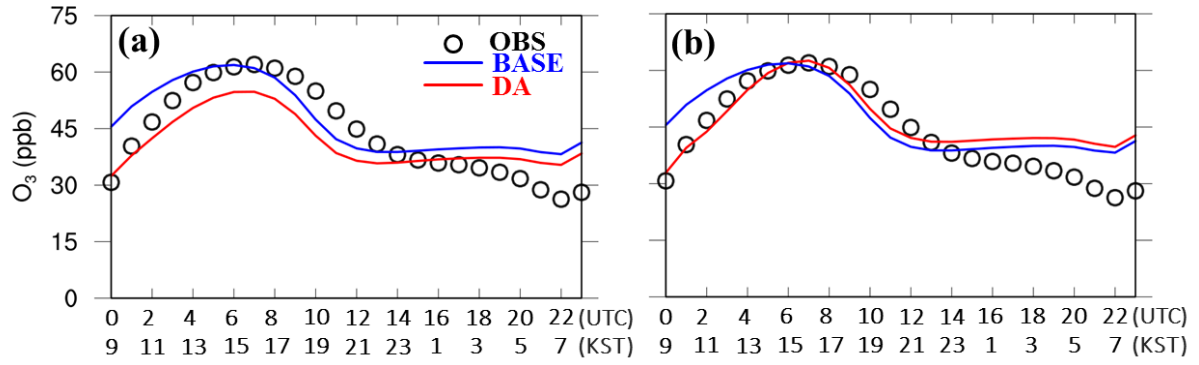 75
60
45
30
15
0
O₃ (ppb)
(a)
OBS
BASE
DA
0 2 4 6 8 10 12 14 16 18 20 22 (UTC)
9 11 13 15 17 19 21 23 1 3 5 7 (KST)
(b)
0 2 4 6 8 10 12 14 16 18 20 22 (UTC)
9 11 13 15 17 19 21 23 1 3 5 7 (KST)